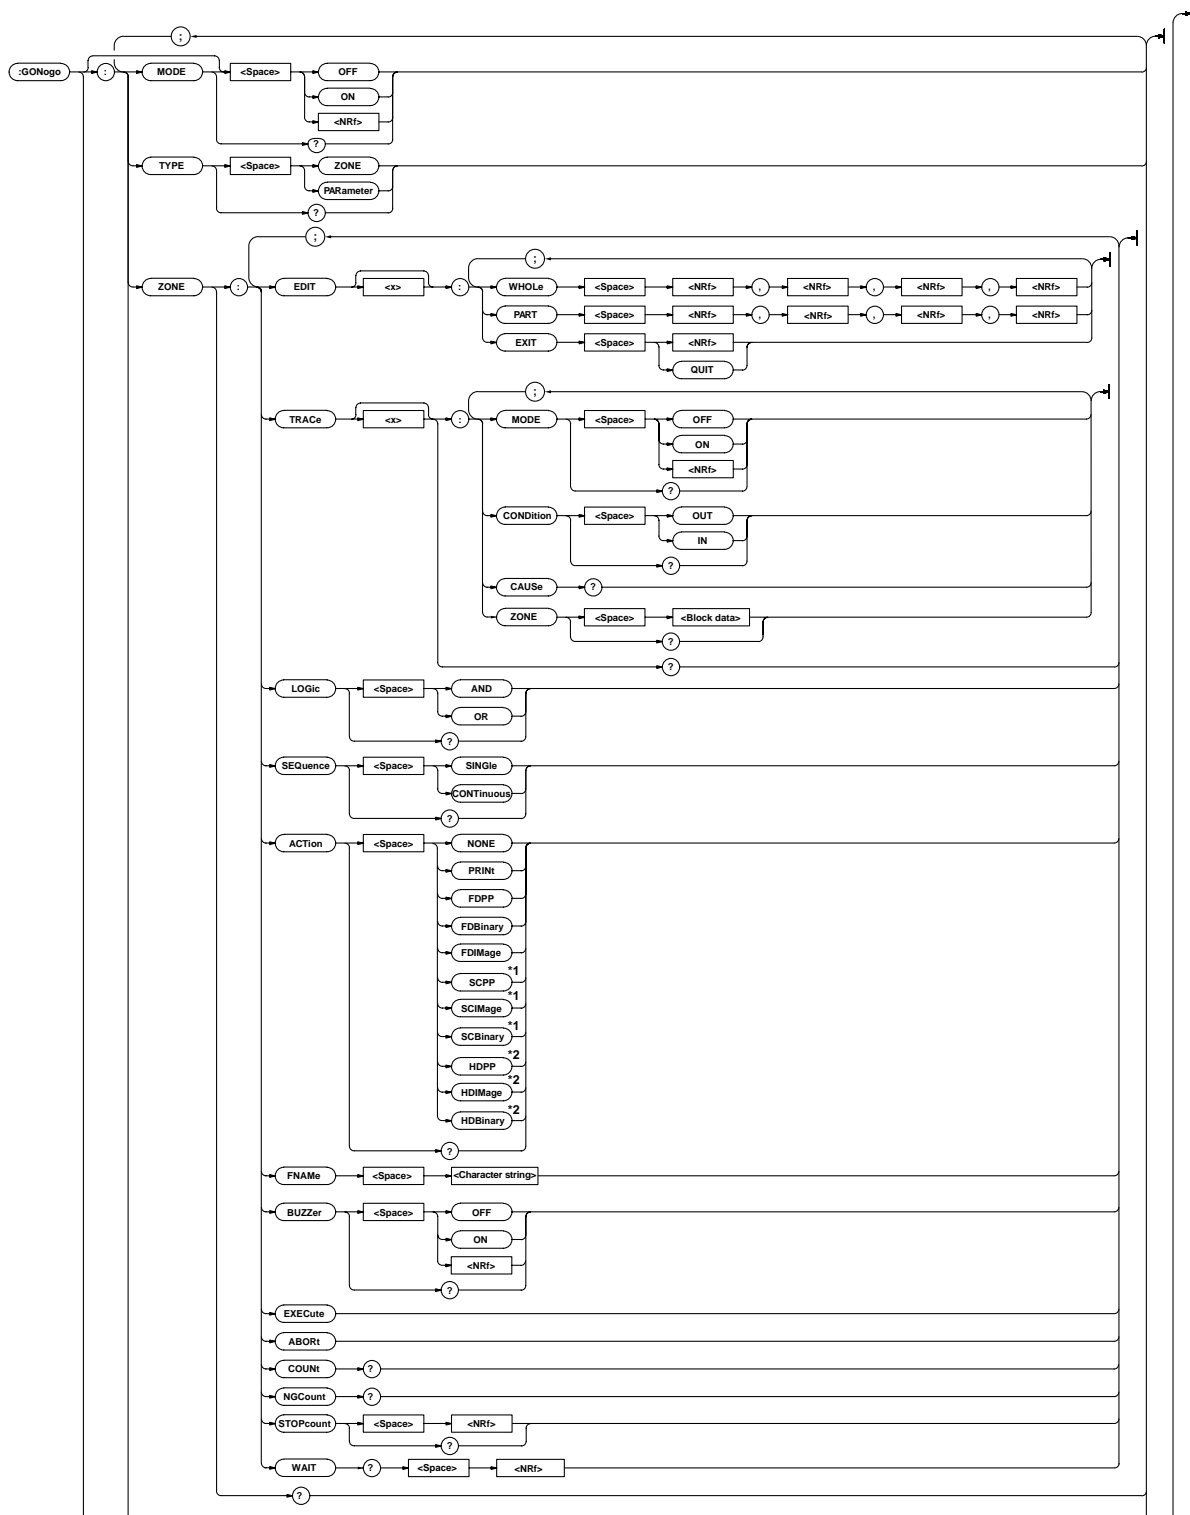 ;
:GONogo : MODE <Space> OFF
ON
<NRf>
?
TYPE <Space> ZONE
PARameter
?
;
;
ZONE : EDIT <x> : WHOLe <Space> <NRf> , <NRf> , <NRf> , <NRf>
PART <Space> <NRf> , <NRf> , <NRf> , <NRf>
EXIT <Space> <NRf>
QUIT
;
TRACe <x> : MODE <Space> OFF
ON
<NRf>
?
CONDition <Space> OUT
IN
?
CAUSe ?
ZONE <Space> <Block data>
?
?
LOGic <Space> AND
OR
?
SEQuence <Space> SINGle
CONTinuous
?
ACTion <Space> NONE
PRINt
FDPP
FDBinary
FDIMage
SCPP *1
SCIMage *1
SCBinary *1
HDPP *2
HDIMage *2
HDBinary *2
?
FNAMe <Space> <Character string>
BUZZer <Space> OFF
ON
<NRf>
?
EXECute
ABORt
COUNt ?
NGCount ?
STOPcount <Space> <NRf>
?
WAIT ? <Space> <NRf>
?